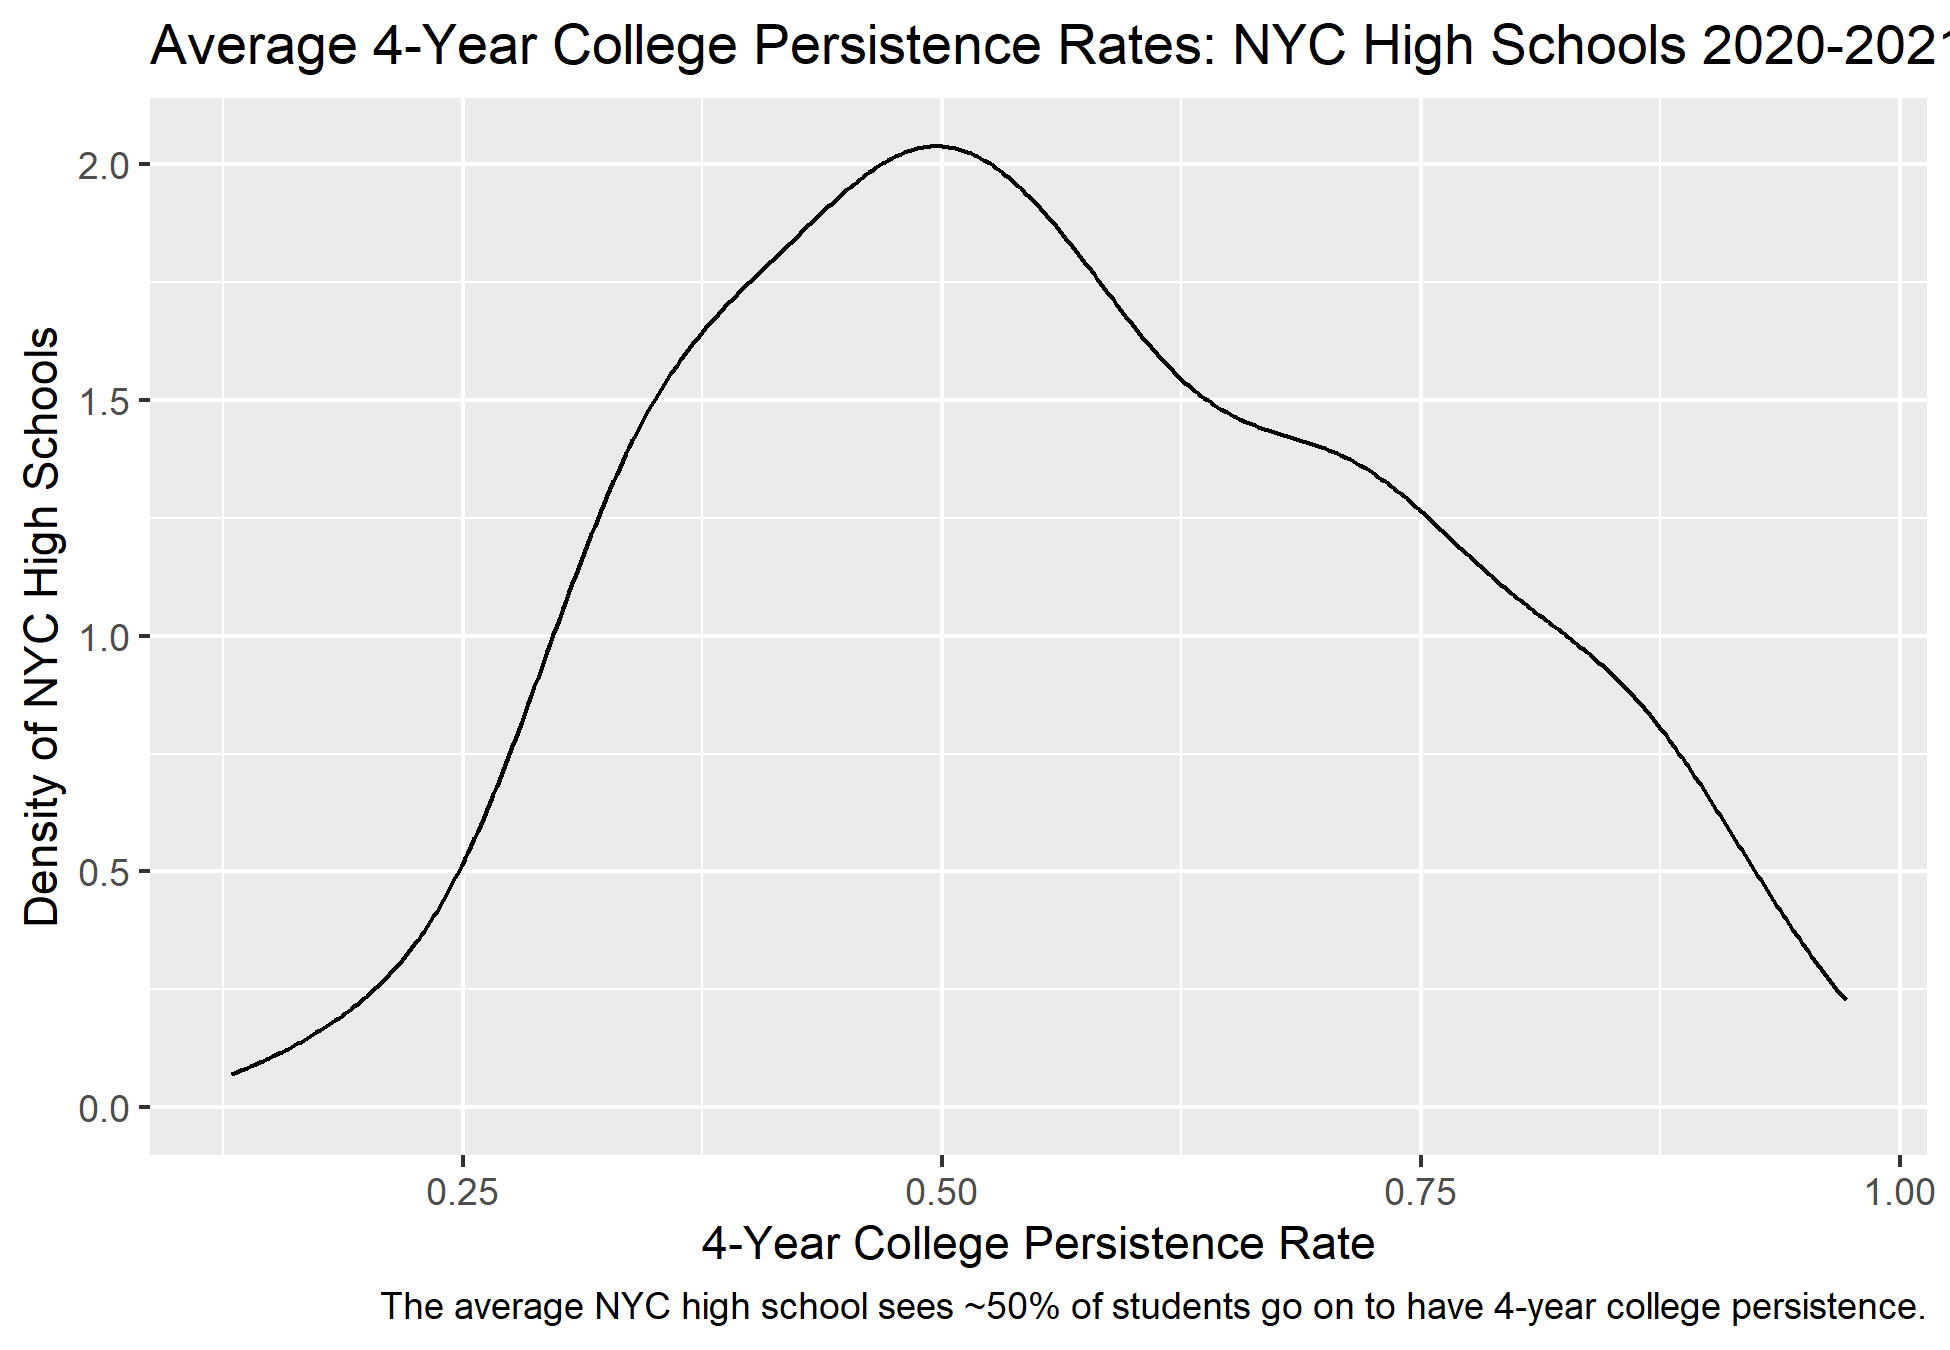 Average 4-Year College Persistence Rates: NYC High Schools 2020-2021
Density of NYC High Schools
2.0
1.5
1.0
0.5
0.0
0.25 0.50 0.75 1.00
4-Year College Persistence Rate
The average NYC high school sees ~50% of students go on to have 4-year college persistence.